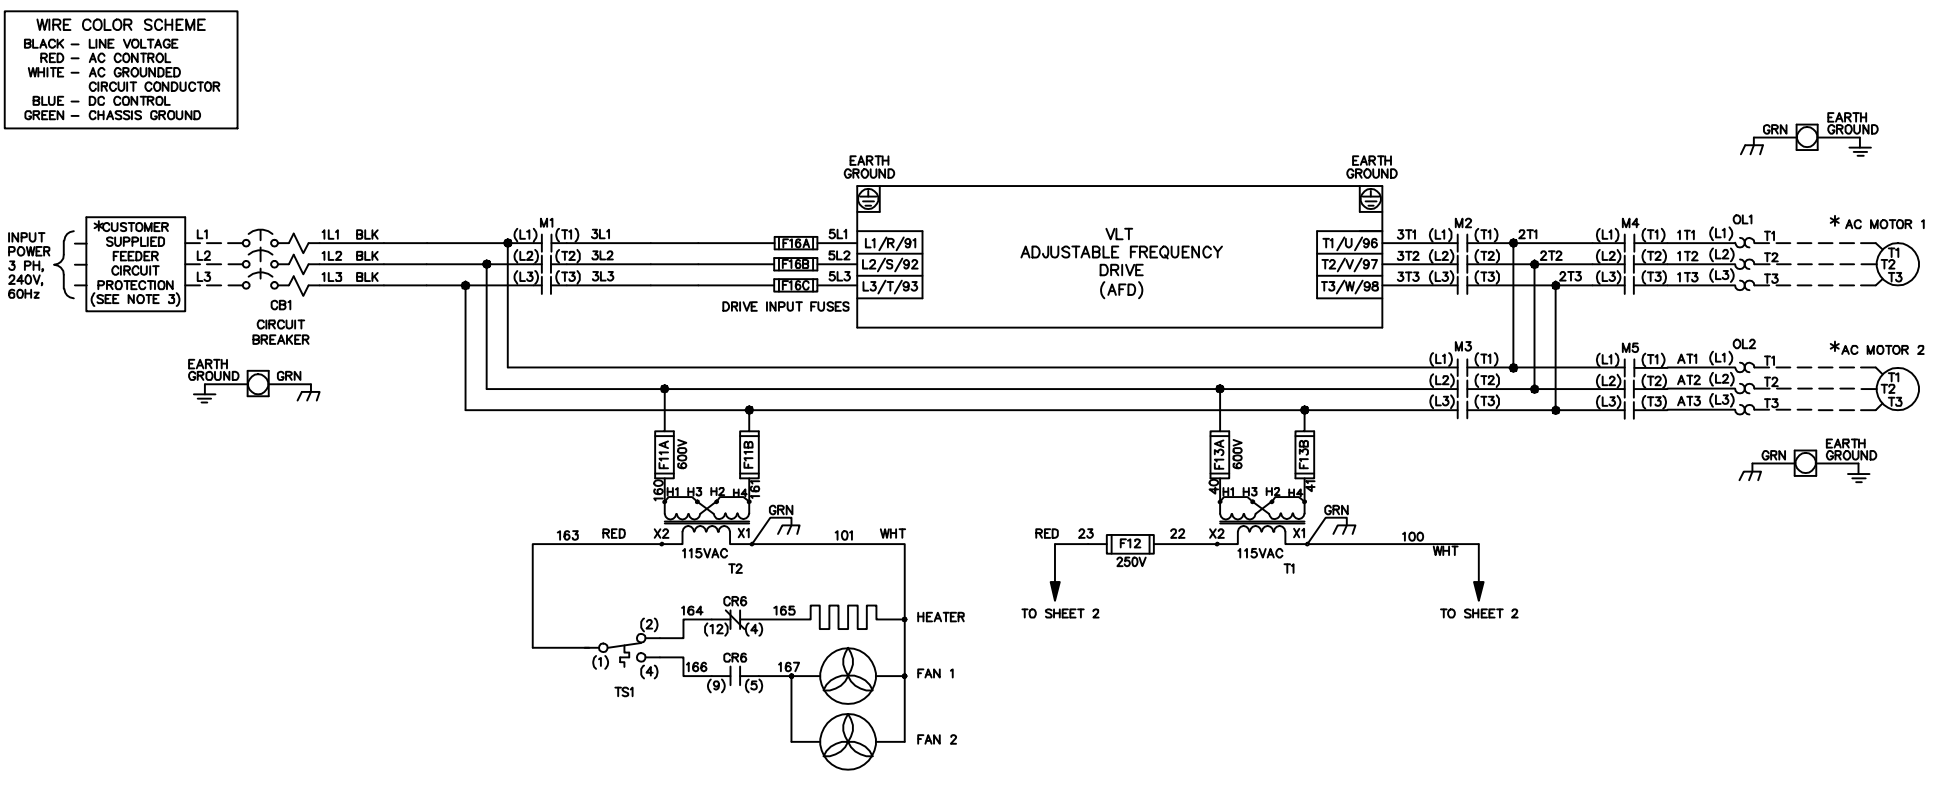 WIRE COLOR SCHEME
BLACK – LINE VOLTAGE
RED – AC CONTROL
WHITE – AC GROUNDED
CIRCUIT CONDUCTOR
BLUE – DC CONTROL
GREEN – CHASSIS GROUND
GRN
EARTH
GROUND
EARTH
GROUND
EARTH
GROUND
INPUT
POWER
3 PH,
240V,
60Hz
*CUSTOMER
SUPPLIED
FEEDER
CIRCUIT
PROTECTION
(SEE NOTE 3)
L1
L2
L3
CB1
CIRCUIT
BREAKER
1L1 BLK
1L2 BLK
1L3 BLK
M1
(L1) (T1) 3L1
(L2) (T2) 3L2
(L3) (T3) 3L3
F16A 5L1
F16B 5L2
F16C 5L3
DRIVE INPUT FUSES
L1/R/91
L2/S/92
L3/T/93
VLT
ADJUSTABLE FREQUENCY
DRIVE
(AFD)
T1/U/96
T2/V/97
T3/W/98
M2
3T1 (L1) (T1) 2T1
3T2 (L2) (T2) 2T2
3T3 (L3) (T3) 2T3
M4
(L1) (T1) 1T1 (L1)
(L2) (T2) 1T2 (L2)
(L3) (T3) 1T3 (L3)
OL1
T1
T2
T3
* AC MOTOR 1
T1
T2
T3
EARTH
GROUND
GRN
M3
(L1) (T1)
(L2) (T2)
(L3) (T3)
M5
(L1) (T1) AT1 (L1)
(L2) (T2) AT2 (L2)
(L3) (T3) AT3 (L3)
OL2
T1
T2
T3
*AC MOTOR 2
T1
T2
T3
GRN
EARTH
GROUND
F11A
600V
F11B
160
161
H1 H3 H2 H4
GRN
163 RED X2 X1 101 WHT
115VAC
T2
F13A
600V
F13B
40
41
H1 H3 H2 H4
GRN
RED 23 F12 22 X2 X1 100
WHT
250V
115VAC
T1
TO SHEET 2
TO SHEET 2
164 CR6 165 HEATER
(12) (4)
(2)
(1)
(4)
TS1
166 CR6 167 FAN 1
(9) (5)
FAN 2